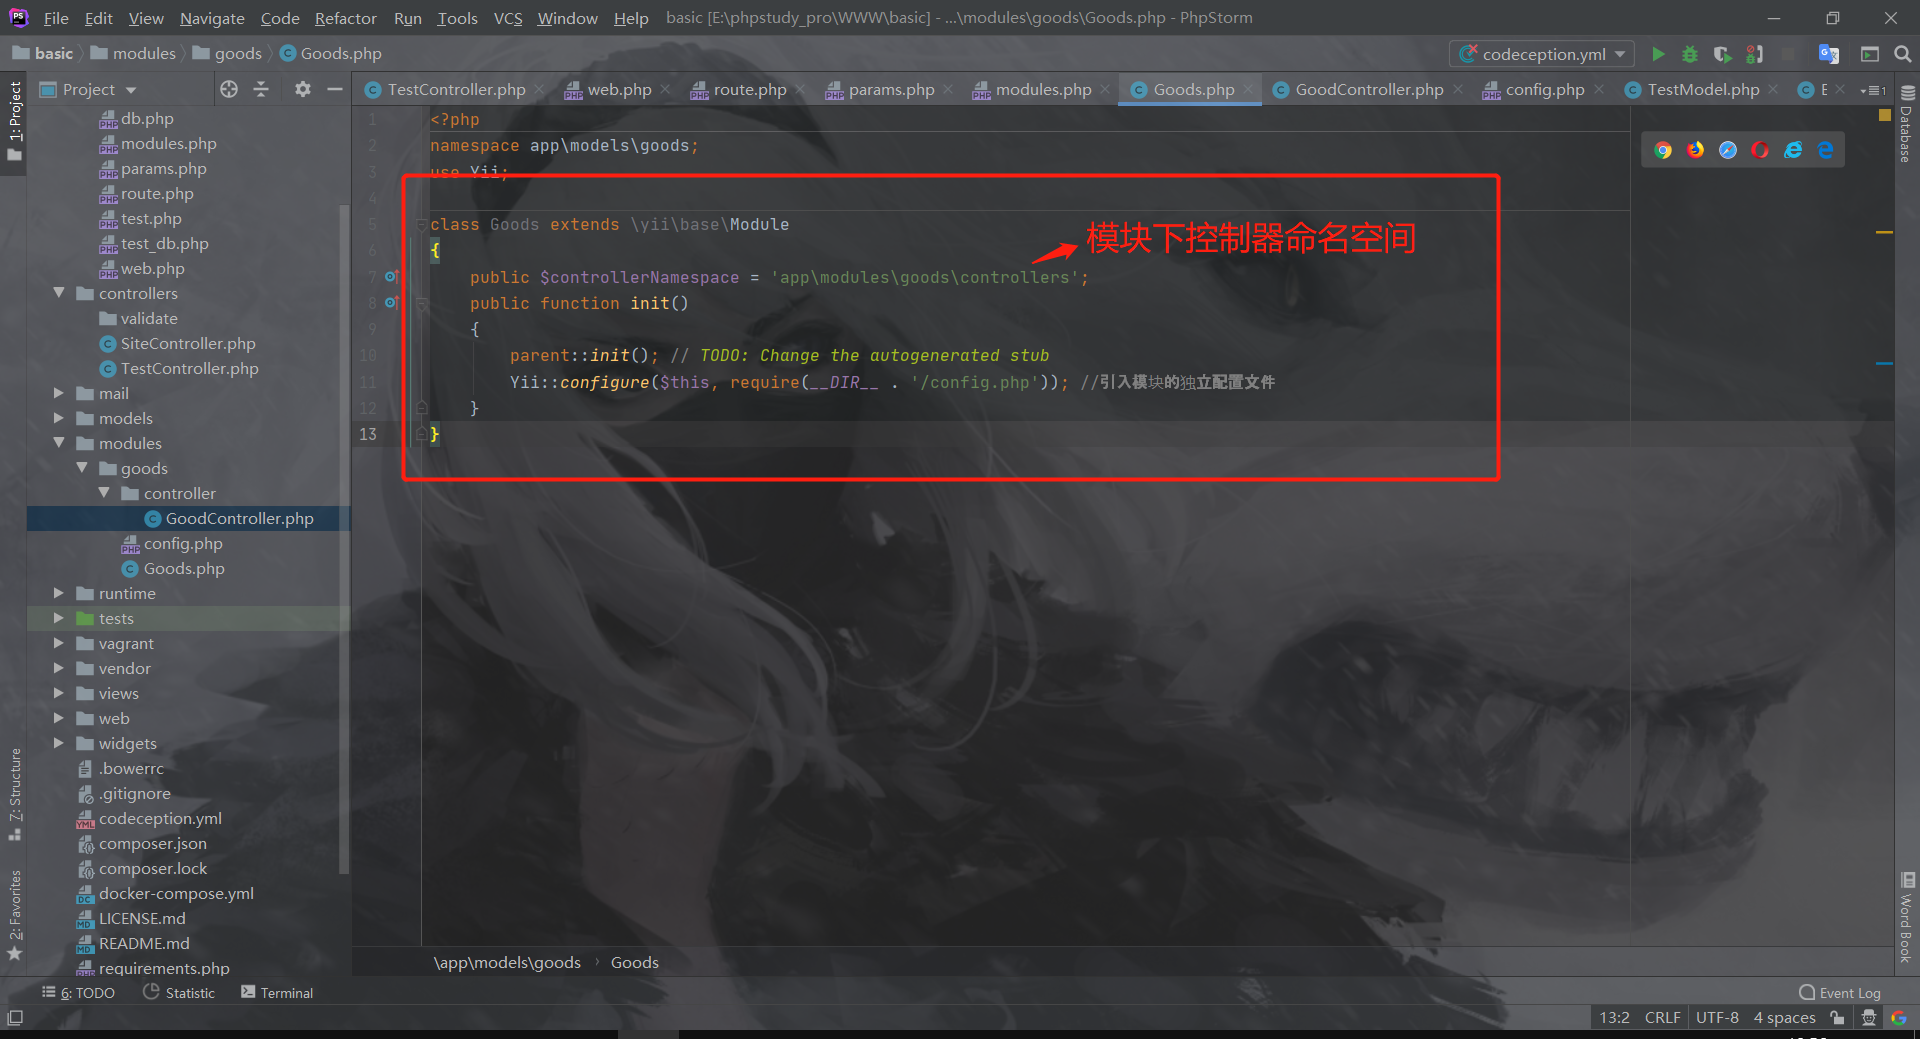 File Edit View Navigate Code Refactor Run Tools VCS Window Help basic [E:\phpstudy_pro\WWW\basic] - ...\modules\goods\Goods.php - PhpStorm
basic modules goods Goods.php codeception.yml
1: Project
Project
TestController.php web.php route.php params.php modules.php Goods.php GoodController.php config.php TestModel.php E 1
db.php
modules.php
params.php
route.php
test.php
test_db.php
web.php
controllers
validate
SiteController.php
TestController.php
mail
models
modules
goods
controller
GoodController.php
config.php
Goods.php
runtime
tests
vagrant
vendor
views
web
widgets
.bowerrc
.gitignore
codeception.yml
composer.json
composer.lock
docker-compose.yml
LICENSE.md
README.md
requirements.php
1 <?php
2 namespace app\models\goods;
3 use Yii;
4
5 class Goods extends \yii\base\Module
6 {
7 public $controllerNamespace = 'app\modules\goods\controllers';
8 public function init()
9 {
10 parent::init(); // TODO: Change the autogenerated stub
11 Yii::configure($this, require(__DIR__ . '/config.php')); //引入模块的独立配置文件
12 }
13 }
模块下控制器命名空间
\app\models\goods › Goods
Database
Word Book
7: Structure
2: Favorites
6: TODO Statistic Terminal Event Log
13:2 CRLF UTF-8 4 spaces